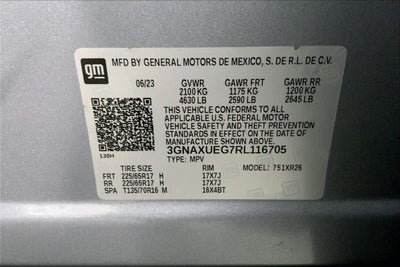 gm
MFD BY GENERAL MOTORS DE MEXICO, S. DE R.L. DE C.V.
06/23 GVWR GAWR FRT GAWR RR
2100 KG 1175 KG 1200 KG
4630 LB 2590 LB 2645 LB
THIS VEHICLE CONFORMS TO ALL
APPLICABLE U.S. FEDERAL MOTOR
VEHICLE SAFETY AND THEFT
PREVENTION STANDARDS IN EFFECT ON THE DATE
OF MANUFACTURE SHOWN ABOVE.
3GNAXUEG7RL116705
130H TYPE: MPV MODEL: 751XR26
TIRE SIZE RIM
FRT 225/65R17 H 17X7J
RR 225/65R17 H 17X7J
SPA T135/70R16 M 16X4BT